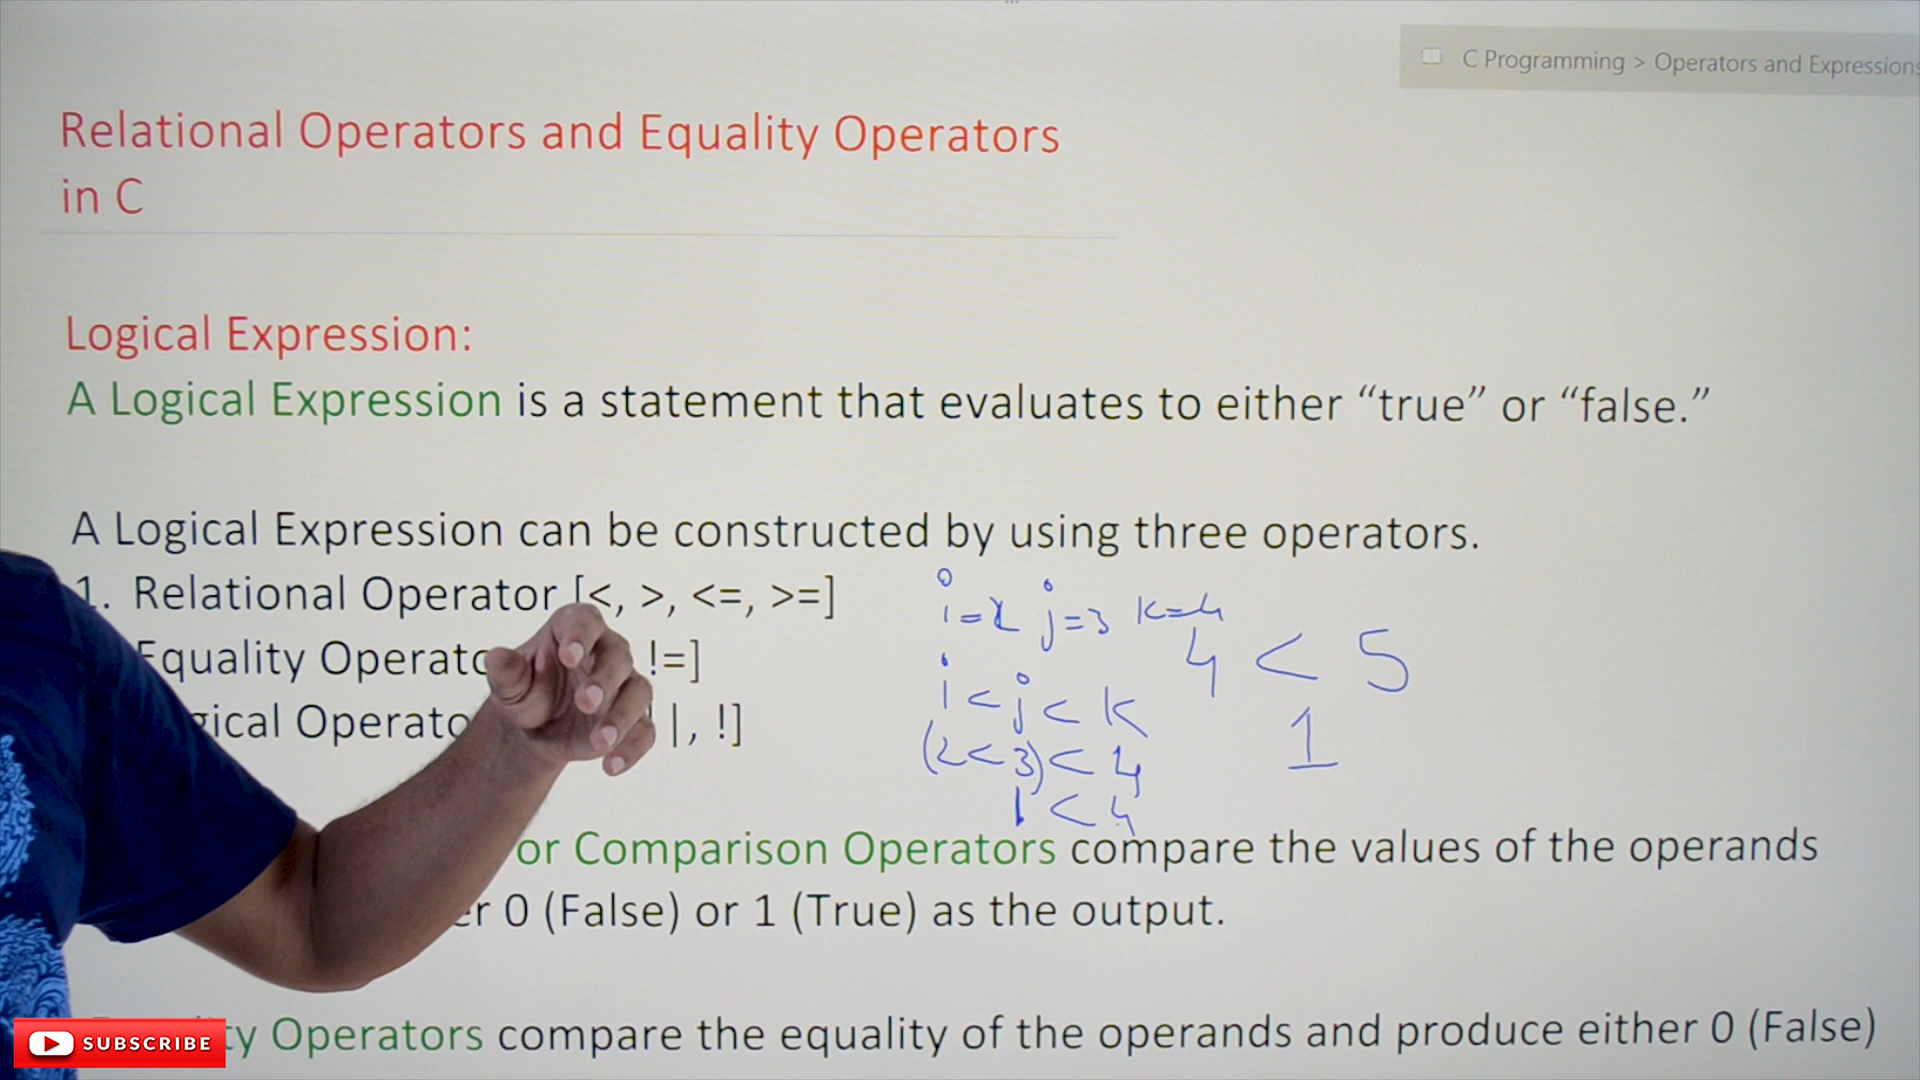 C Programming > Operators and Expressions
Relational Operators and Equality Operators
in C
Logical Expression:
A Logical Expression is a statement that evaluates to either “true” or “false.”
A Logical Expression can be constructed by using three operators.
1. Relational Operator [<, >, <=, >=]
Equality !=]
|, !]
i=2 j=3 k=4
4 < 5
i < j < k
1
(2<3)< 4
1 < 4
or Comparison Operators compare the values of the operands
0 (False) or 1 (True) as the output.
Operators compare the equality of the operands and produce either 0 (False)
SUBSCRIBE